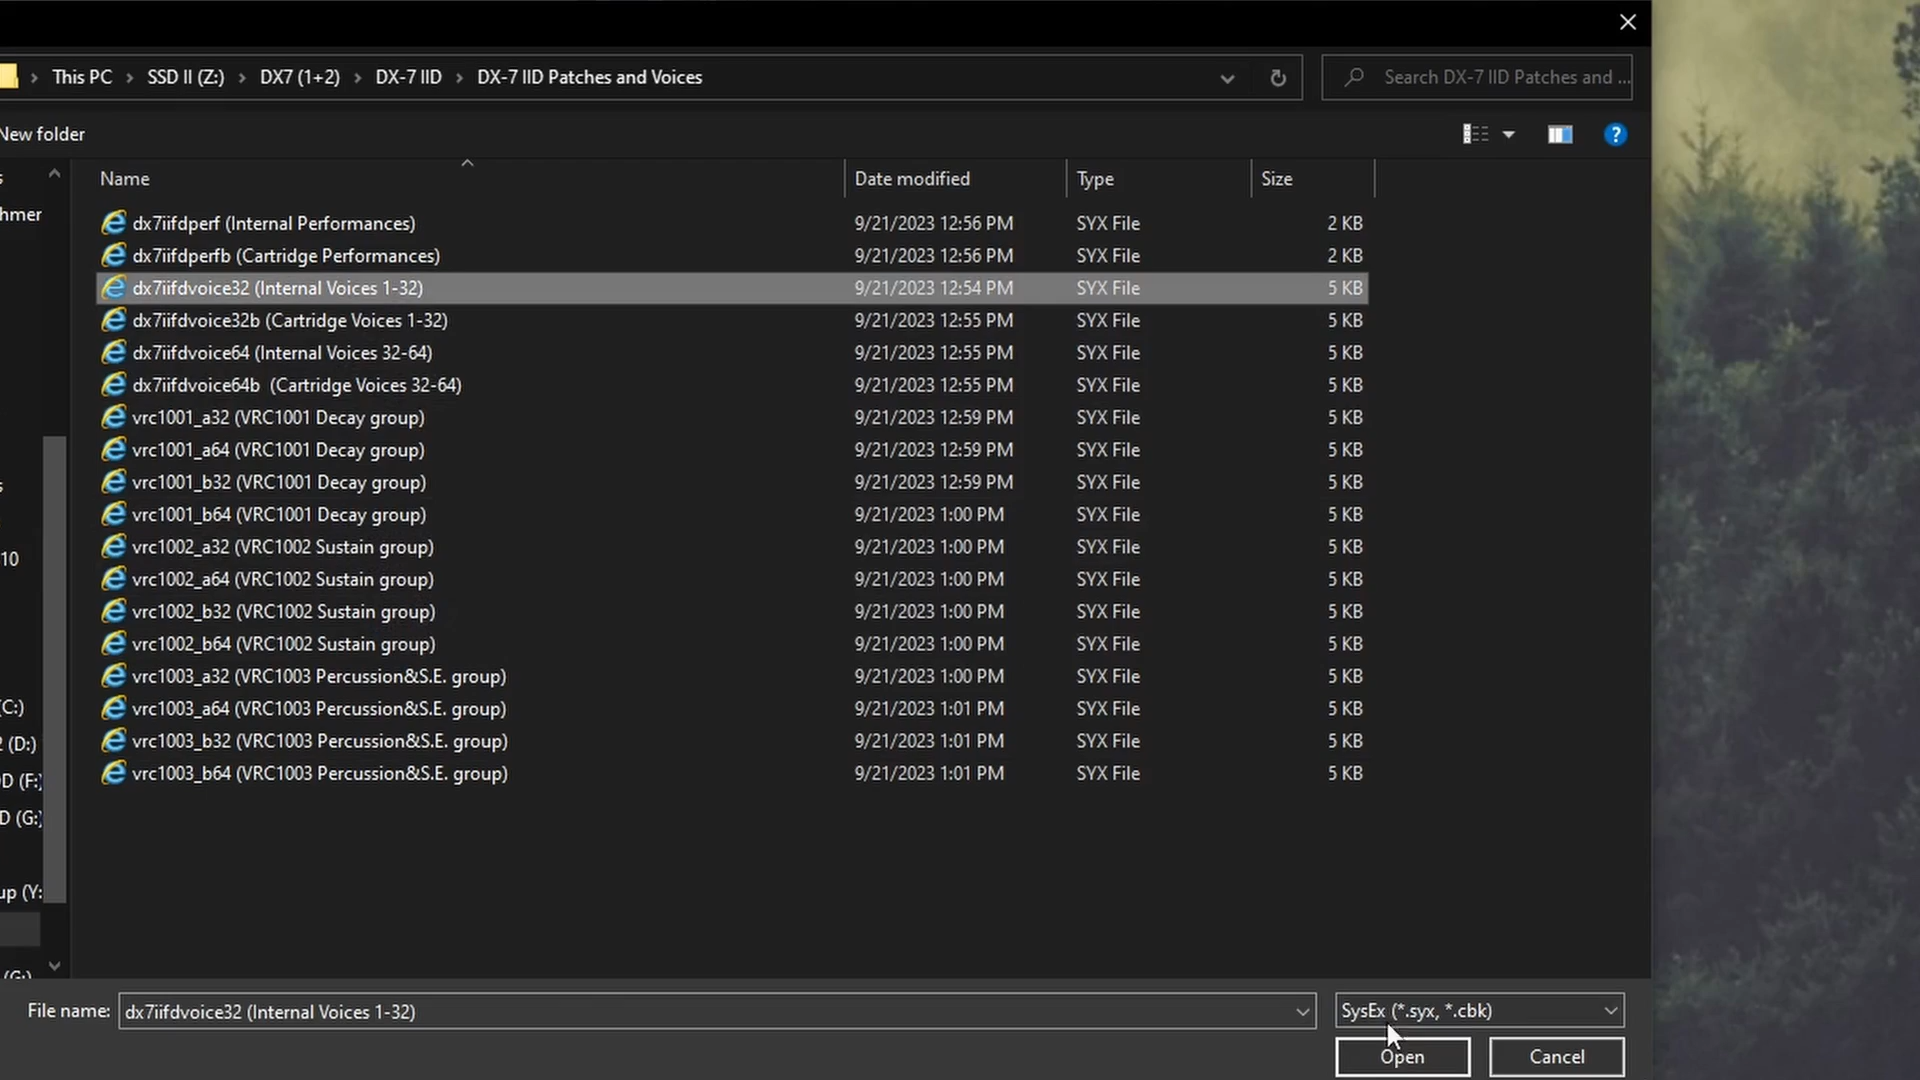 This PC > SSD II (Z:) > DX7 (1+2) > DX-7 IID > DX-7 IID Patches and Voices
Search DX-7 IID Patches and ...
New folder
?
Name Date modified Type Size
dx7iifdperf (Internal Performances) 9/21/2023 12:56 PM SYX File 2 KB
dx7iifdperfb (Cartridge Performances) 9/21/2023 12:56 PM SYX File 2 KB
dx7iifdvoice32 (Internal Voices 1-32) 9/21/2023 12:54 PM SYX File 5 KB
dx7iifdvoice32b (Cartridge Voices 1-32) 9/21/2023 12:55 PM SYX File 5 KB
dx7iifdvoice64 (Internal Voices 32-64) 9/21/2023 12:55 PM SYX File 5 KB
dx7iifdvoice64b  (Cartridge Voices 32-64) 9/21/2023 12:55 PM SYX File 5 KB
vrc1001_a32 (VRC1001 Decay group) 9/21/2023 12:59 PM SYX File 5 KB
vrc1001_a64 (VRC1001 Decay group) 9/21/2023 12:59 PM SYX File 5 KB
vrc1001_b32 (VRC1001 Decay group) 9/21/2023 12:59 PM SYX File 5 KB
vrc1001_b64 (VRC1001 Decay group) 9/21/2023 1:00 PM SYX File 5 KB
vrc1002_a32 (VRC1002 Sustain group) 9/21/2023 1:00 PM SYX File 5 KB
vrc1002_a64 (VRC1002 Sustain group) 9/21/2023 1:00 PM SYX File 5 KB
vrc1002_b32 (VRC1002 Sustain group) 9/21/2023 1:00 PM SYX File 5 KB
vrc1002_b64 (VRC1002 Sustain group) 9/21/2023 1:00 PM SYX File 5 KB
vrc1003_a32 (VRC1003 Percussion&S.E. group) 9/21/2023 1:00 PM SYX File 5 KB
vrc1003_a64 (VRC1003 Percussion&S.E. group) 9/21/2023 1:01 PM SYX File 5 KB
vrc1003_b32 (VRC1003 Percussion&S.E. group) 9/21/2023 1:01 PM SYX File 5 KB
vrc1003_b64 (VRC1003 Percussion&S.E. group) 9/21/2023 1:01 PM SYX File 5 KB
s
hmer
s
10
(C:)
2 (D:)
D (F:)
D (G:)
up (Y:
File name: dx7iifdvoice32 (Internal Voices 1-32) SysEx (*.syx, *.cbk)
Open Cancel